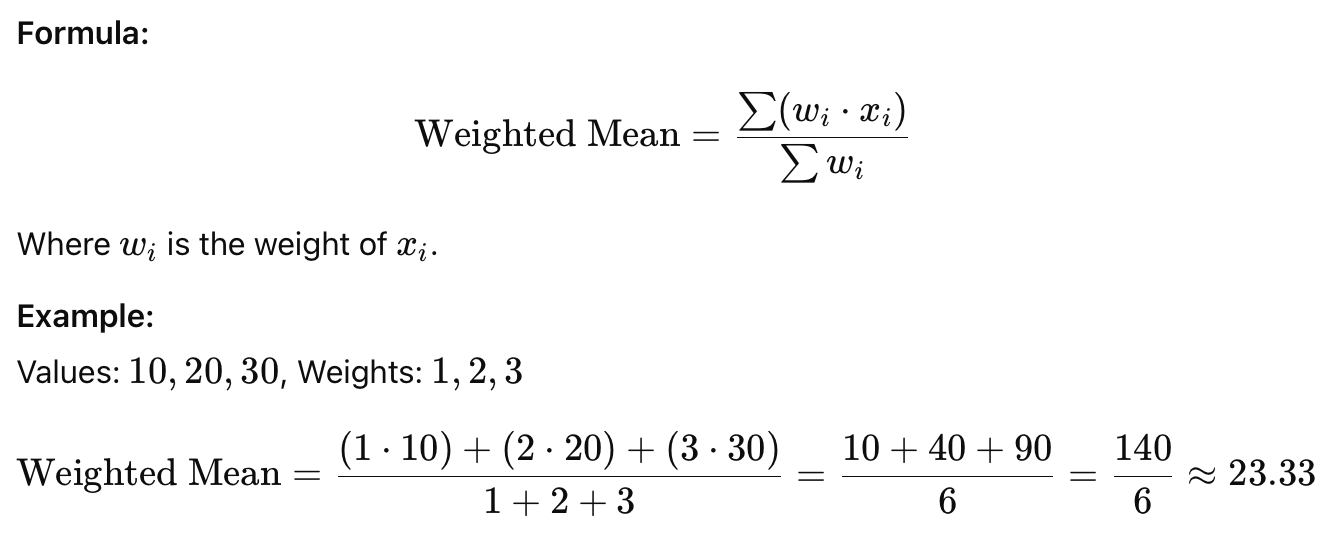 Formula:
Weighted Mean = ∑(wᵢ · xᵢ) / ∑ wᵢ
Where wᵢ is the weight of xᵢ.
Example:
Values: 10, 20, 30, Weights: 1, 2, 3
Weighted Mean = (1 · 10) + (2 · 20) + (3 · 30) / 1 + 2 + 3 = 10 + 40 + 90 / 6 = 140 / 6 ≈ 23.33